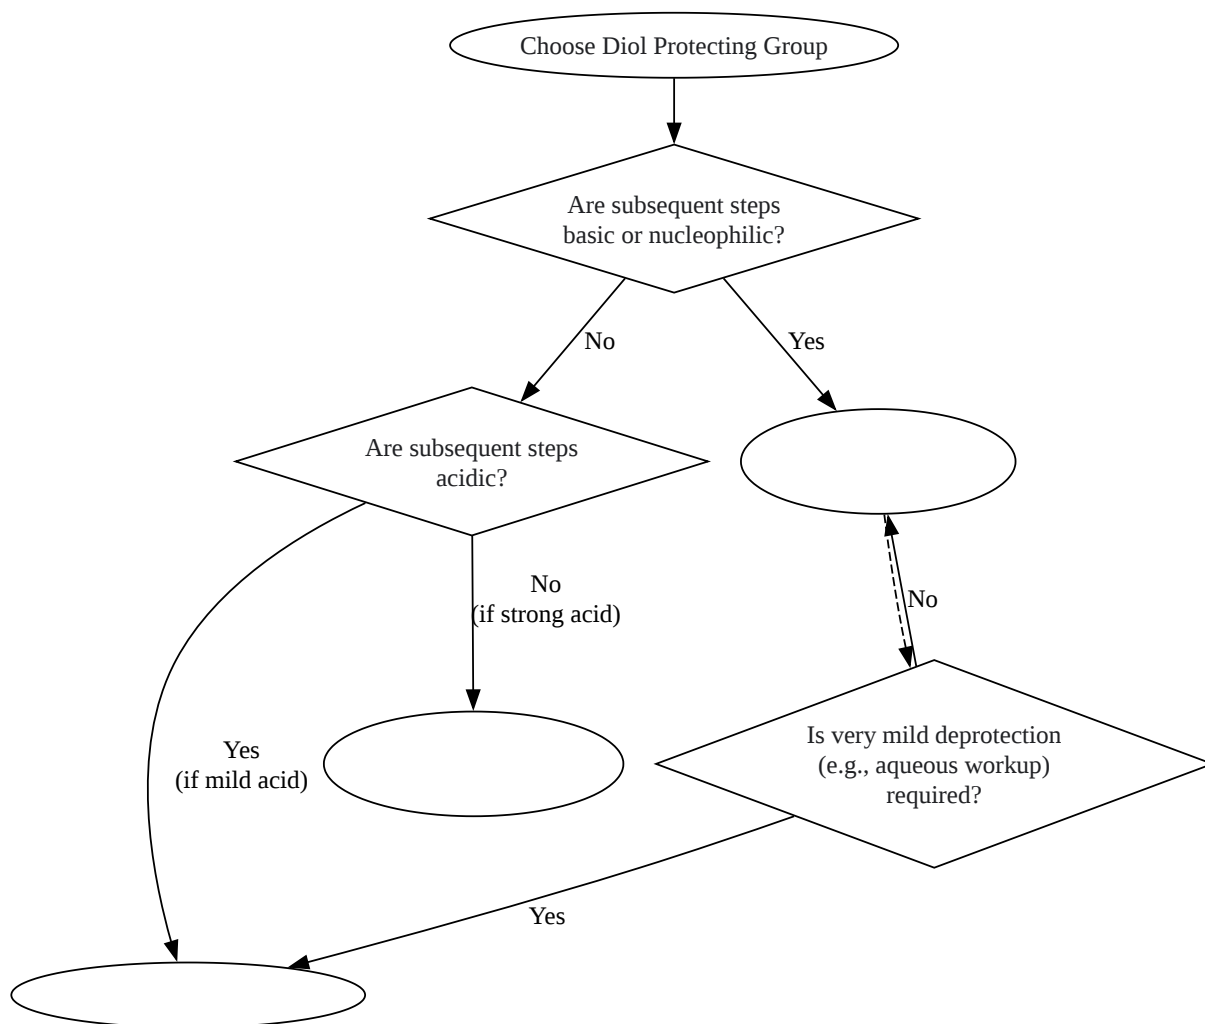 Choose Diol Protecting Group
Are subsequent steps
basic or nucleophilic?
No
Yes
Are subsequent steps
acidic?
No
(if strong acid)
No
Is very mild deprotection
(e.g., aqueous workup)
required?
Yes
(if mild acid)
Yes